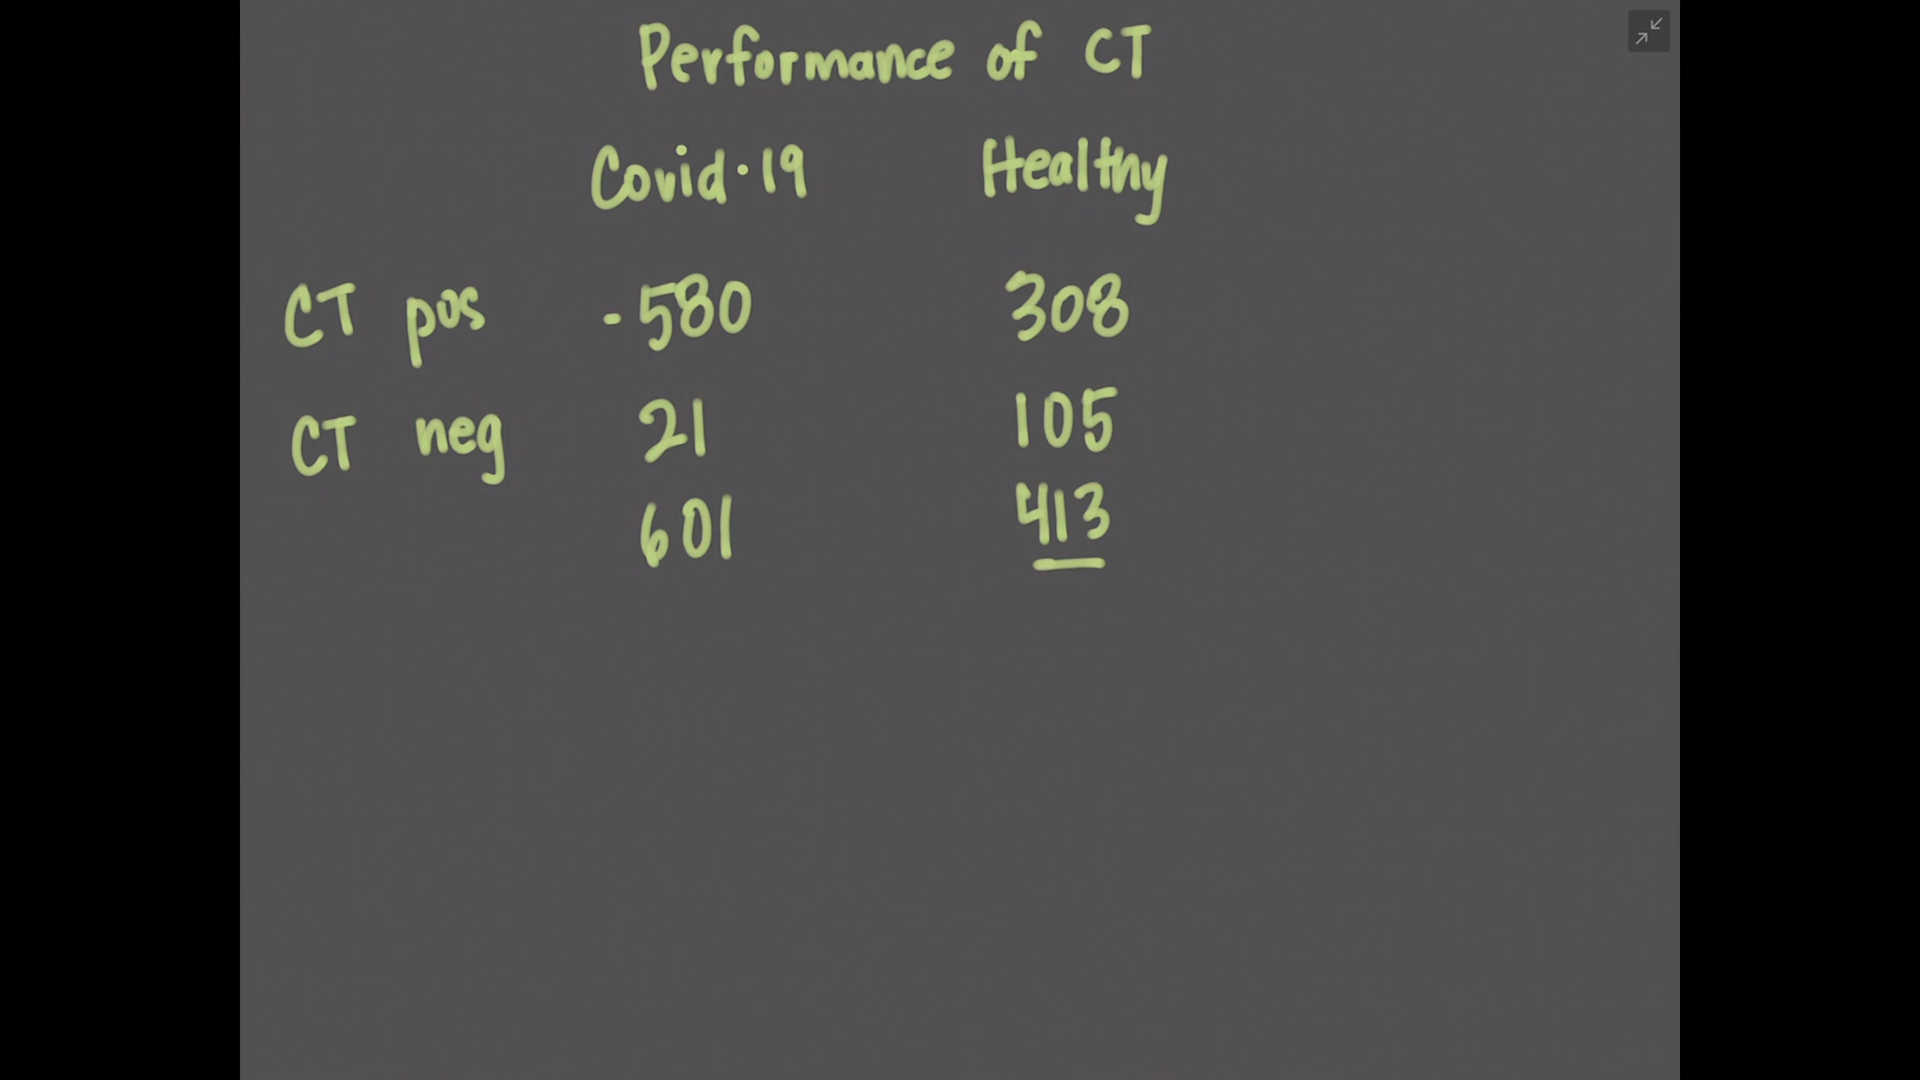 Performance of CT
Covid-19 Healthy
CT pos -580 308
CT neg 21 105
601 413